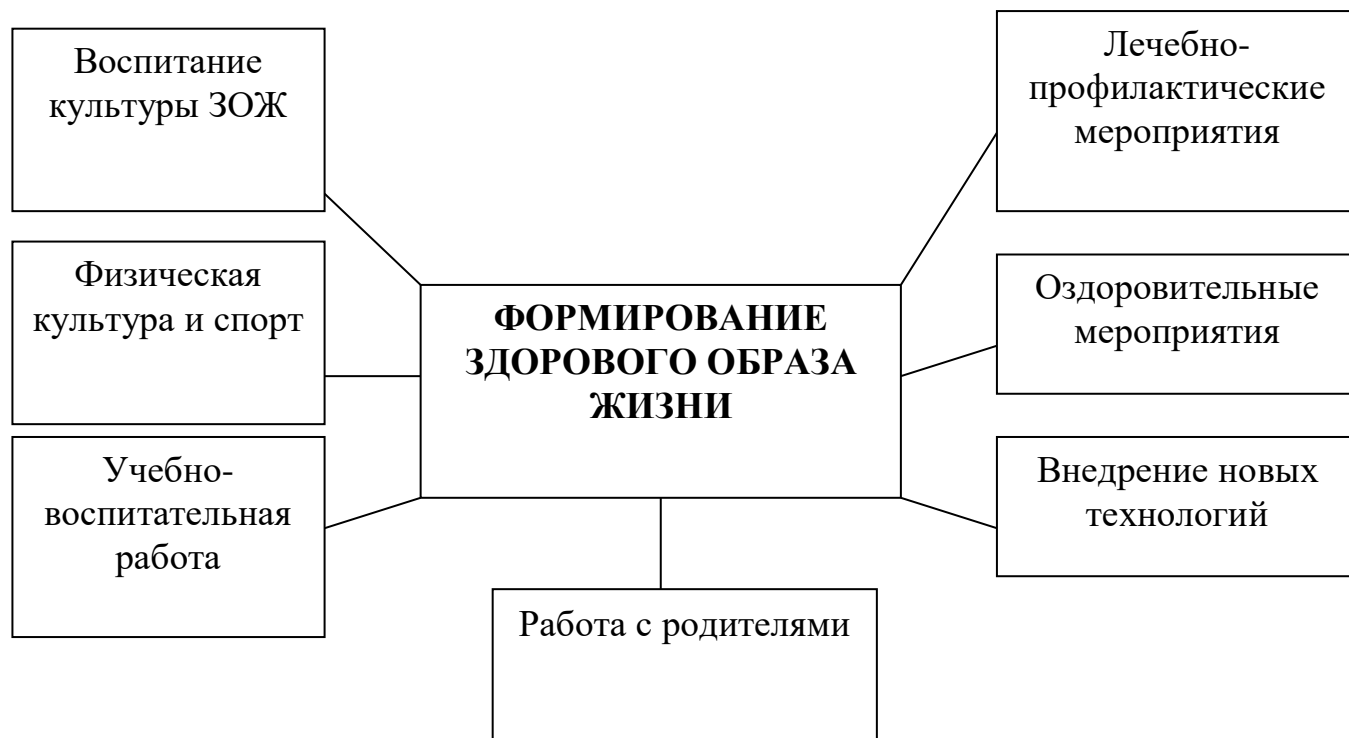 Воспитание
культуры ЗОЖ
Физическая
культура и спорт
Учебно-
воспитательная
работа
ФОРМИРОВАНИЕ
ЗДОРОВОГО ОБРАЗА
ЖИЗНИ
Работа с родителями
Лечебно-
профилактические
мероприятия
Оздоровительные
мероприятия
Внедрение новых
технологий